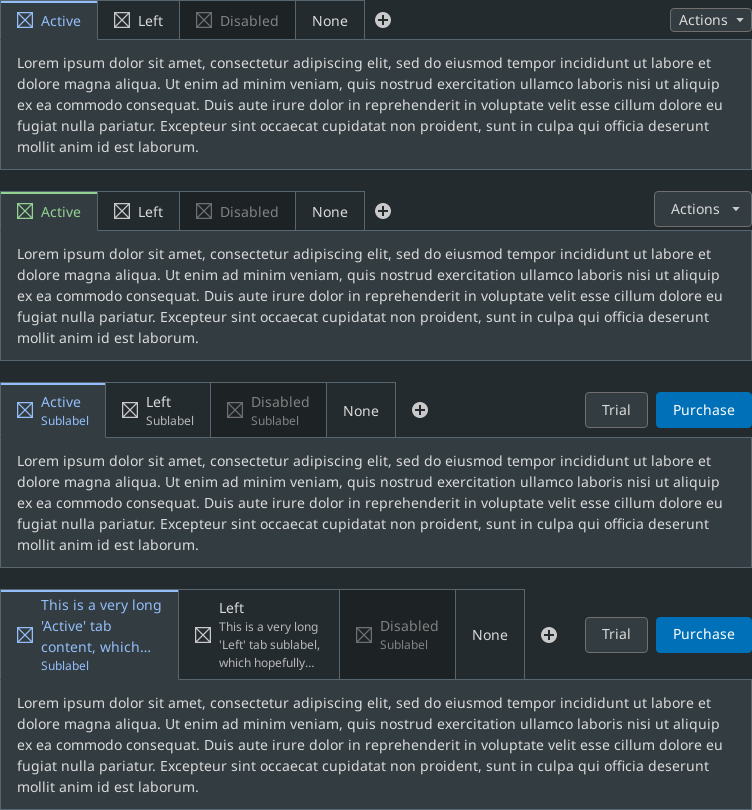 Active Left Disabled None Actions
Lorem ipsum dolor sit amet, consectetur adipiscing elit, sed do eiusmod tempor incididunt ut labore et
dolore magna aliqua. Ut enim ad minim veniam, quis nostrud exercitation ullamco laboris nisi ut aliquip
ex ea commodo consequat. Duis aute irure dolor in reprehenderit in voluptate velit esse cillum dolore eu
fugiat nulla pariatur. Excepteur sint occaecat cupidatat non proident, sunt in culpa qui officia deserunt
mollit anim id est laborum.
Active Left Disabled None Actions
Lorem ipsum dolor sit amet, consectetur adipiscing elit, sed do eiusmod tempor incididunt ut labore et
dolore magna aliqua. Ut enim ad minim veniam, quis nostrud exercitation ullamco laboris nisi ut aliquip
ex ea commodo consequat. Duis aute irure dolor in reprehenderit in voluptate velit esse cillum dolore eu
fugiat nulla pariatur. Excepteur sint occaecat cupidatat non proident, sunt in culpa qui officia deserunt
mollit anim id est laborum.
Active
Sublabel
Left
Sublabel
Disabled
Sublabel
None
Trial
Purchase
Lorem ipsum dolor sit amet, consectetur adipiscing elit, sed do eiusmod tempor incididunt ut labore et
dolore magna aliqua. Ut enim ad minim veniam, quis nostrud exercitation ullamco laboris nisi ut aliquip
ex ea commodo consequat. Duis aute irure dolor in reprehenderit in voluptate velit esse cillum dolore eu
fugiat nulla pariatur. Excepteur sint occaecat cupidatat non proident, sunt in culpa qui officia deserunt
mollit anim id est laborum.
This is a very long
'Active' tab
content, which...
Sublabel
Left
This is a very long
'Left' tab sublabel,
which hopefully...
Disabled
Sublabel
None
Trial
Purchase
Lorem ipsum dolor sit amet, consectetur adipiscing elit, sed do eiusmod tempor incididunt ut labore et
dolore magna aliqua. Ut enim ad minim veniam, quis nostrud exercitation ullamco laboris nisi ut aliquip
ex ea commodo consequat. Duis aute irure dolor in reprehenderit in voluptate velit esse cillum dolore eu
fugiat nulla pariatur. Excepteur sint occaecat cupidatat non proident, sunt in culpa qui officia deserunt
mollit anim id est laborum.